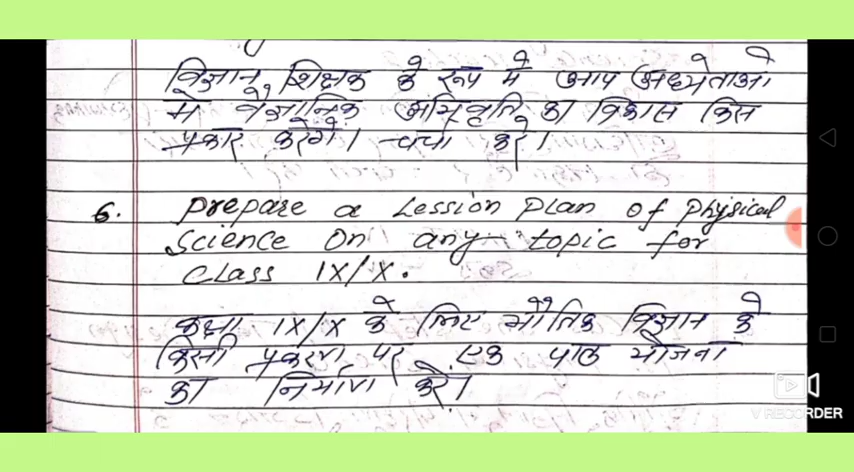 विज्ञान शिक्षक के रूप में आप अध्येताओ
में वैज्ञानिक अभिवृति का विकास किस
प्रकार करेगें। चर्चा करें।
6. Prepare a Lession Plan of Physical
Science On any topic for
Class IX/X.
कक्षा IX/X के लिए भौतिक विज्ञान के
किसी प्रकरण पर एक पाठ योजना
का निर्माण करें।
V RECORDER